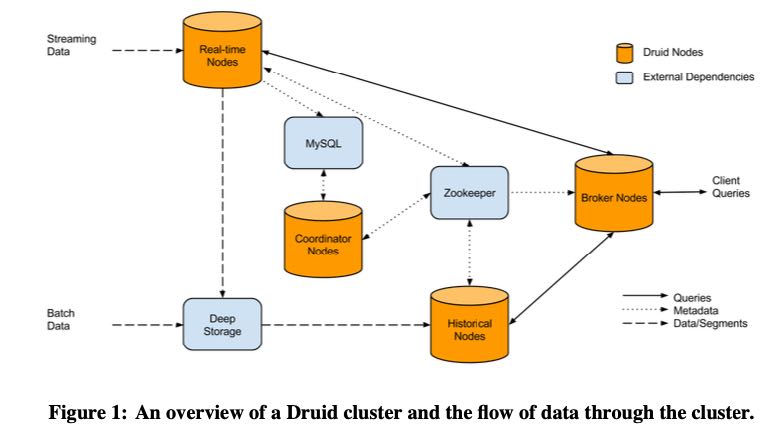 Streaming
Data
Real-time
Nodes
Druid Nodes
External Dependencies
MySQL
Zookeeper
Broker Nodes
Client
Queries
Coordinator
Nodes
Batch
Data
Deep
Storage
Historical
Nodes
Queries
Metadata
Data/Segments
Figure 1: An overview of a Druid cluster and the flow of data through the cluster.